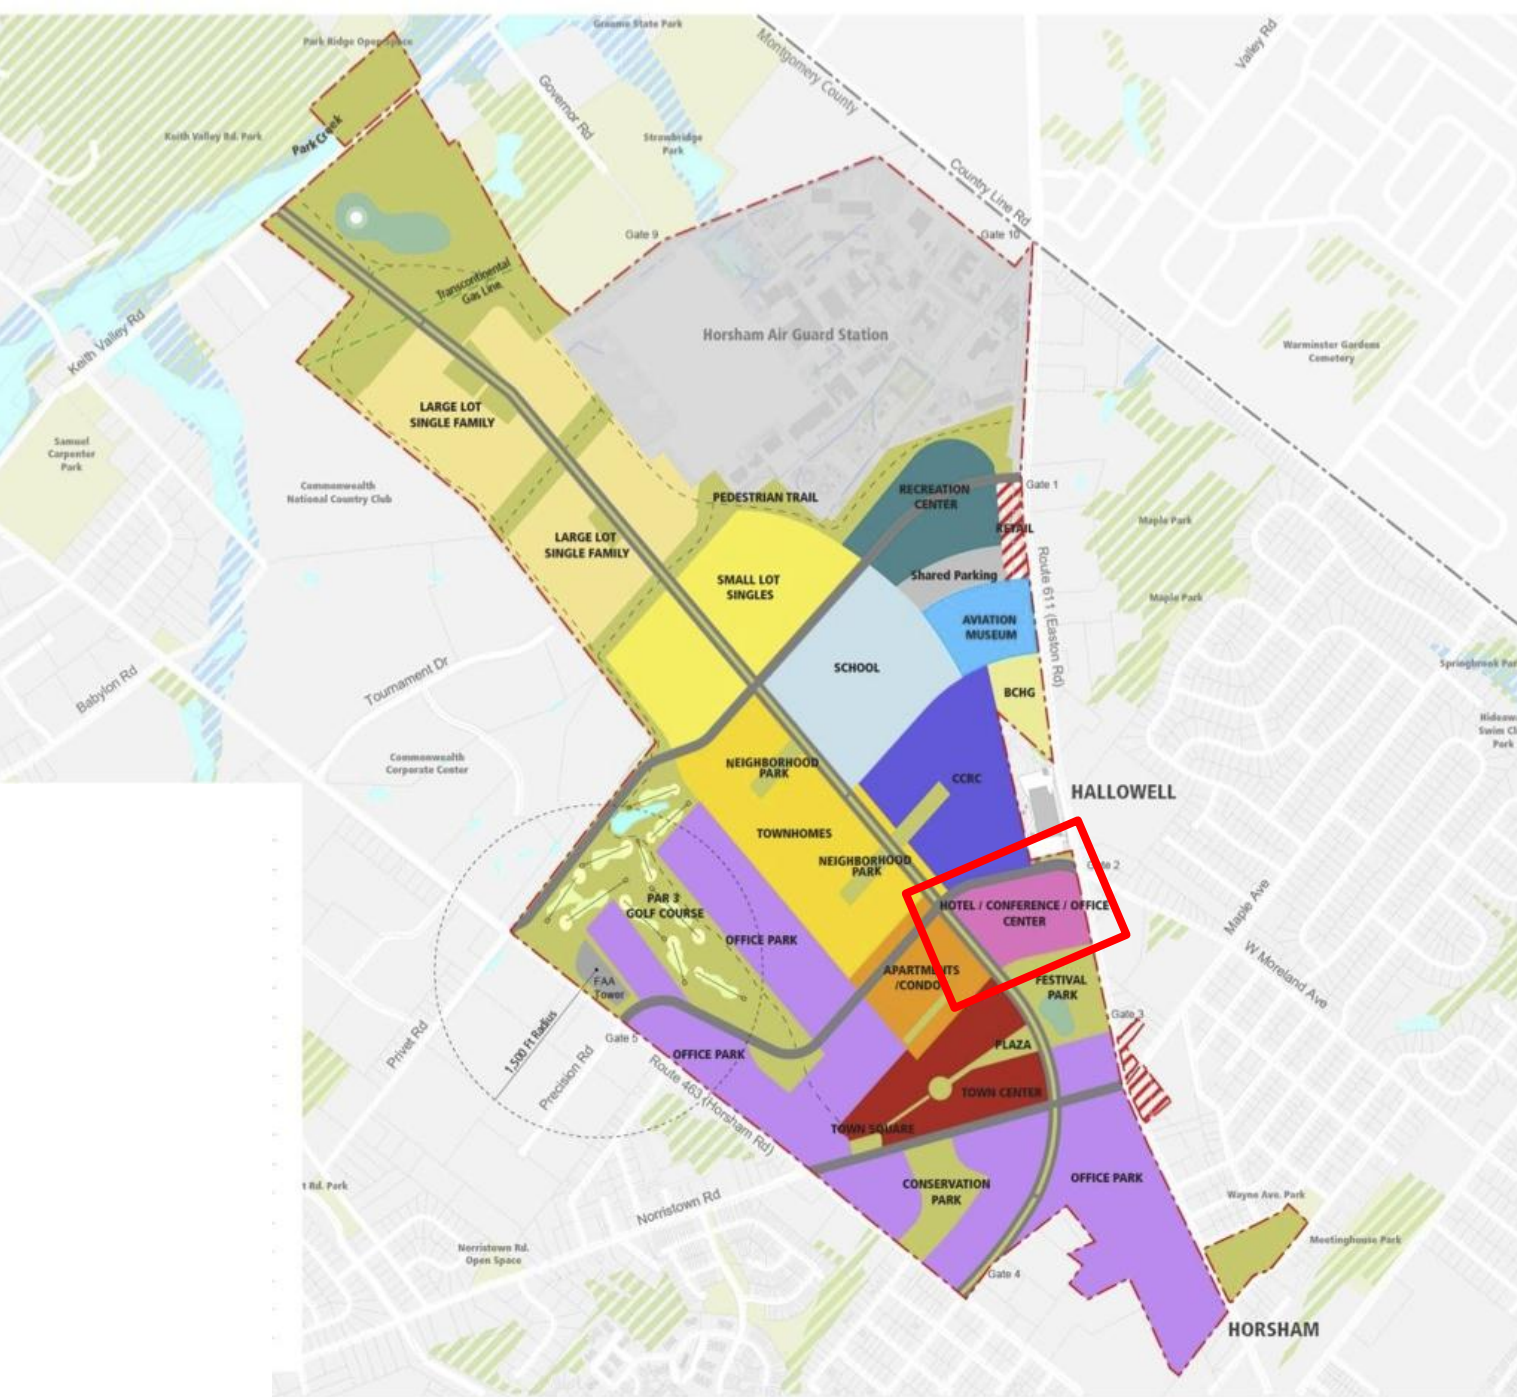 Groome State Park
Park Ridge Open Space
Montgomery County
Valley Rd
Governor Rd
Keith Valley Rd. Park
Park Creek
Strawbridge
Park
Country Line Rd
Gate 9
Gate 10
Transcontinental
Gas Line
Horsham Air Guard Station
Keith Valley Rd
Warminster Gardens
Cemetery
LARGE LOT
SINGLE FAMILY
Samuel
Carpenter
Park
Commonwealth
National Country Club
PEDESTRIAN TRAIL
RECREATION
CENTER
Gate 1
RETAIL
Maple Park
LARGE LOT
SINGLE FAMILY
Route 611 (Easton Rd)
SMALL LOT
SINGLES
Shared Parking
Maple Park
AVIATION
MUSEUM
SCHOOL
Springbrook
Tournament Dr
Babylon Rd
BCHG
Swim
Park
Commonwealth
Corporate Center
NEIGHBORHOOD
PARK
CCRC
HALLOWELL
TOWNHOMES
NEIGHBORHOOD
PARK
Gate 2
PAR 3
GOLF COURSE
HOTEL / CONFERENCE / OFFICE
CENTER
Maple Ave
OFFICE PARK
W Moreland Ave
APARTMENTS
/CONDO
FAA
Tower
FESTIVAL
PARK
Gate 3
1,500 Ft Radius
Privet Rd
Gate 5
OFFICE PARK
PLAZA
Precision Rd
Route 463 (Horsham Rd)
TOWN CENTER
TOWN SQUARE
CONSERVATION
PARK
OFFICE PARK
Rd. Park
Wayne Ave. Park
Norristown Rd
Meetinghouse Park
Norristown Rd.
Open Space
Gate 4
HORSHAM